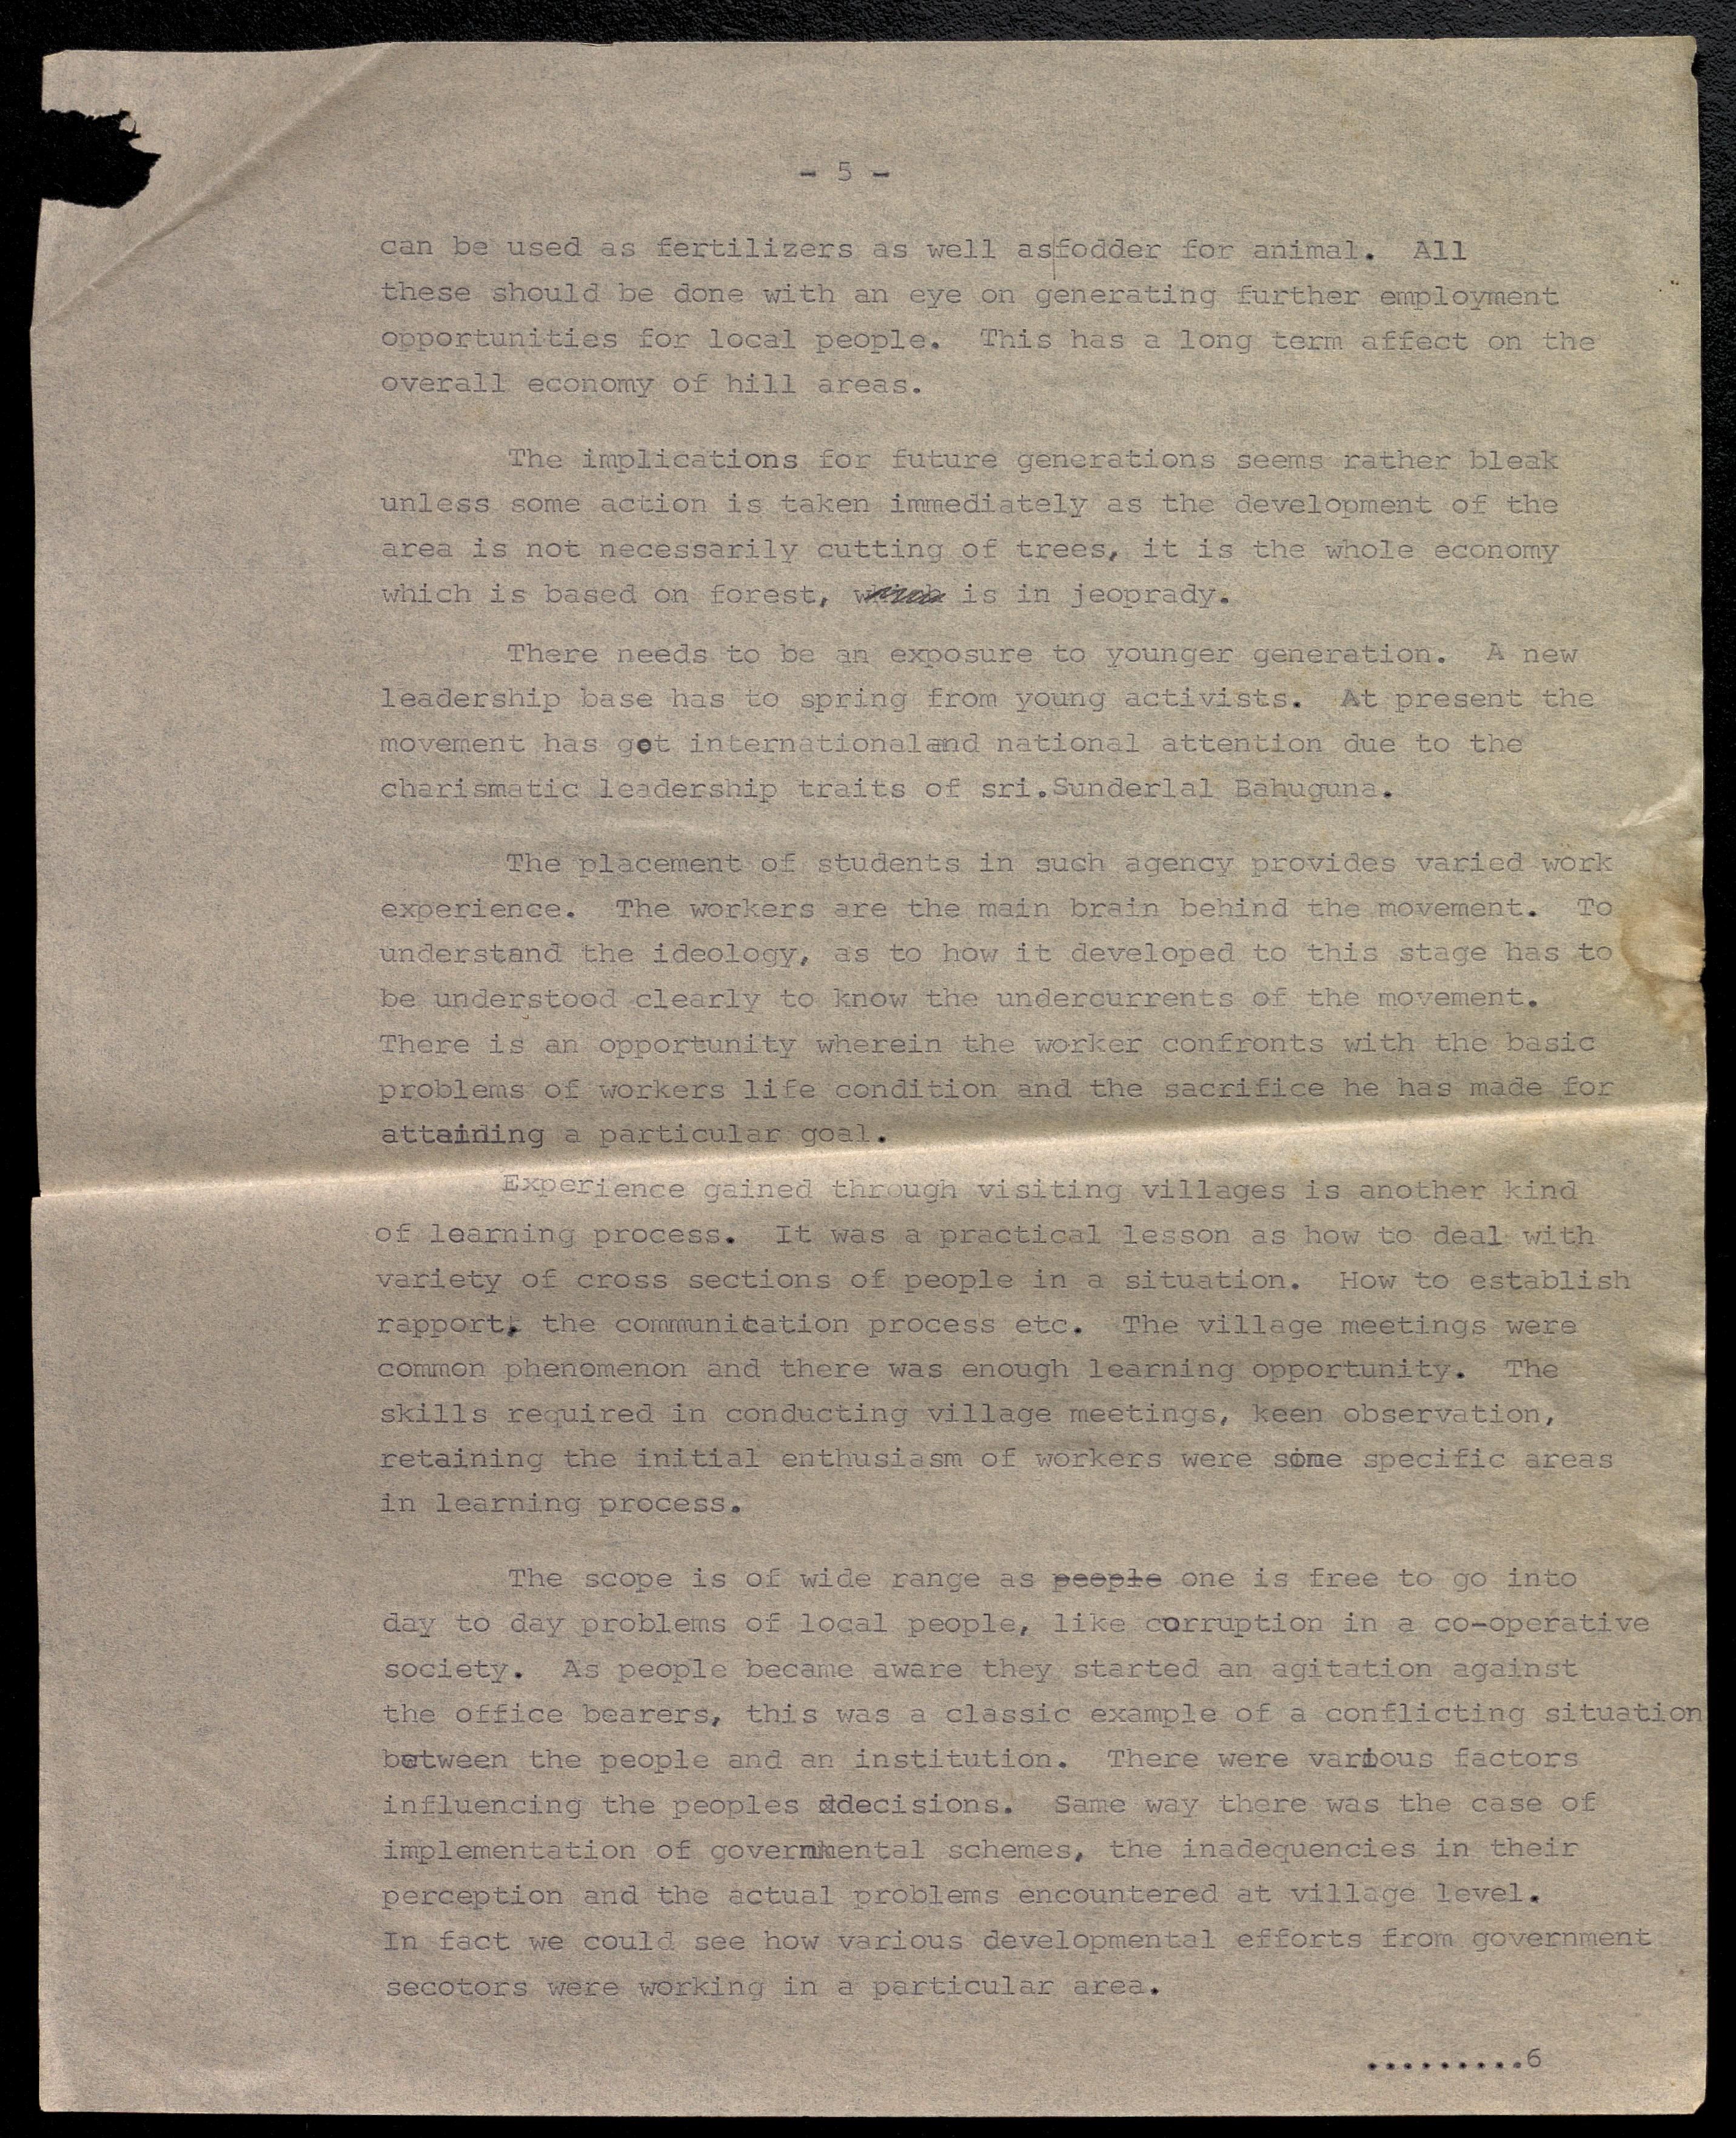 - 5 -
can be used as fertilizers as well as fodder for animal. All
these should be done with an eye on generating further employment
opportunities for local people. This has a long term affect on the
overall economy of hill areas.
The implications for future generations seems rather bleak
unless some action is taken immediately as the development of the
area is not necessarily cutting of trees, it is the whole economy
which is based on forest, which is in jeoprady.
There needs to be an exposure to younger generation. A new
leadership base has to spring from young activists. At present the
movement has got international and national attention due to the
charismatic leadership traits of sri.Sunderlal Bahuguna.
The placement of students in such agency provides varied work
experience. The workers are the main brain behind the movement. To
understand the ideology, as to how it developed to this stage has to
be understood clearly to know the undercurrents of the movement.
There is an opportunity wherein the worker confronts with the basic
problems of workers life condition and the sacrifice he has made for
attaining a particular goal.
Experience gained through visiting villages is another kind
of learning process. It was a practical lesson as how to deal with
variety of cross sections of people in a situation. How to establish
rapport, the communication process etc. The village meetings were
common phenomenon and there was enough learning opportunity. The
skills required in conducting village meetings, keen observation,
retaining the initial enthusiasm of workers were some specific areas
in learning process.
The scope is of wide range as people one is free to go into
day to day problems of local people, like corruption in a co-operative
society. As people became aware they started an agitation against
the office bearers, this was a classic example of a conflicting situation
between the people and an institution. There were various factors
influencing the peoples ddecisions. Same way there was the case of
implementation of governmental schemes, the inadequencies in their
perception and the actual problems encountered at village level.
In fact we could see how various developmental efforts from government
secotors were working in a particular area.
.........6